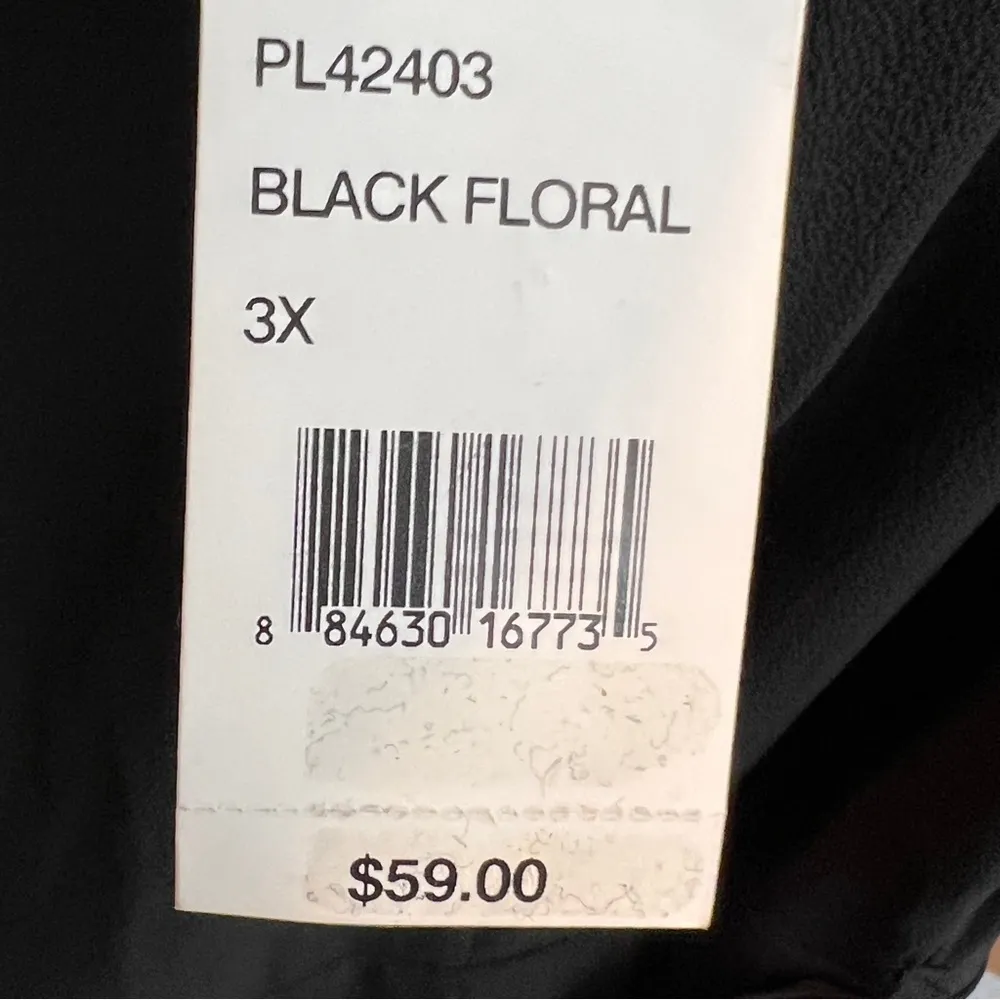 PL42403
BLACK FLORAL
3X
8 84630 16773 5
$59.00